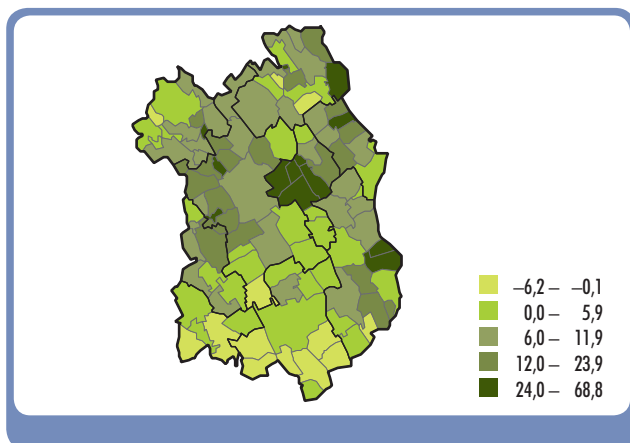 –6,2 – –0,1
0,0 – 5,9
6,0 – 11,9
12,0 – 23,9
24,0 – 68,8